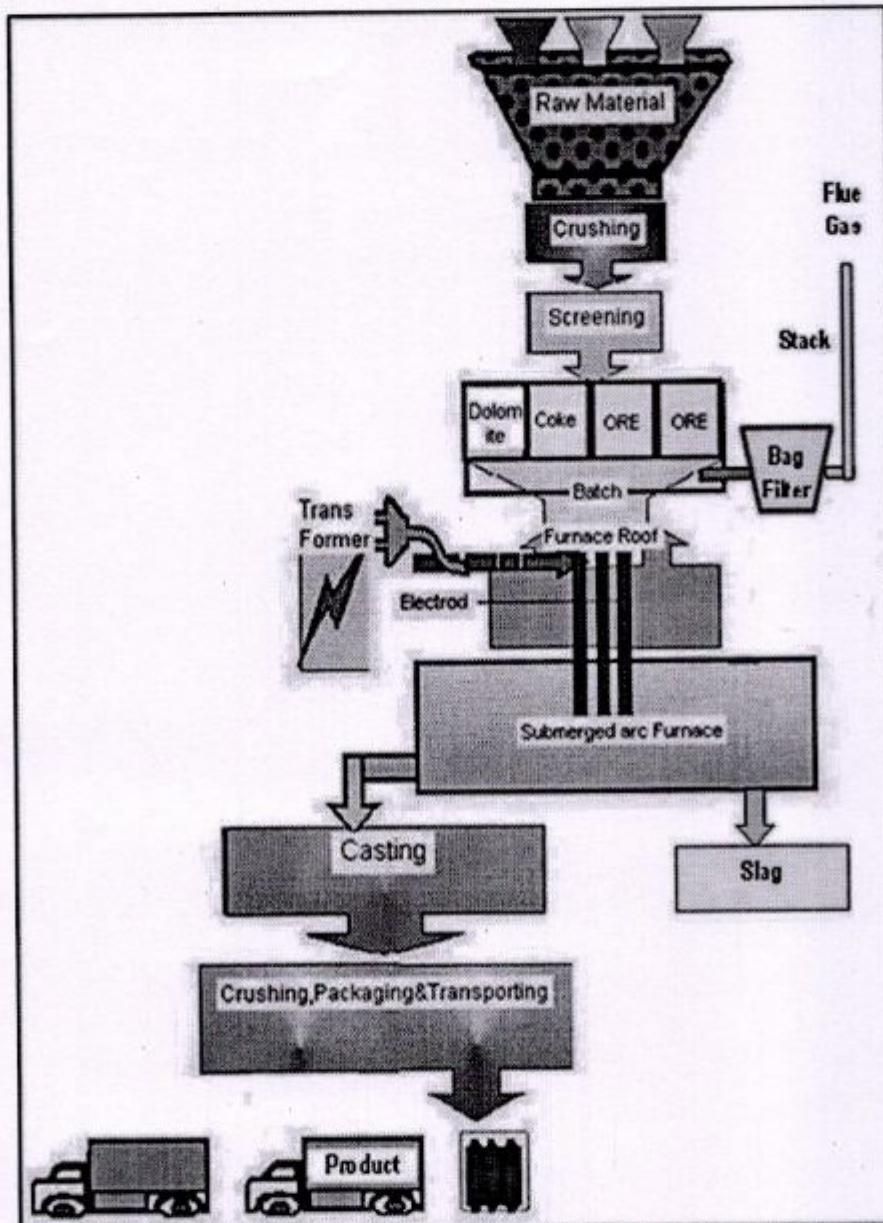 Raw Material
Flue
Gas
Crushing
Screening
Stack
Dolom
ite
Coke
ORE
ORE
Bag
Filter
Batch
Trans
Former
Furnace Roof
Electrod
Submerged arc Furnace
Casting
Slag
Crushing,Packaging&Transporting
Product